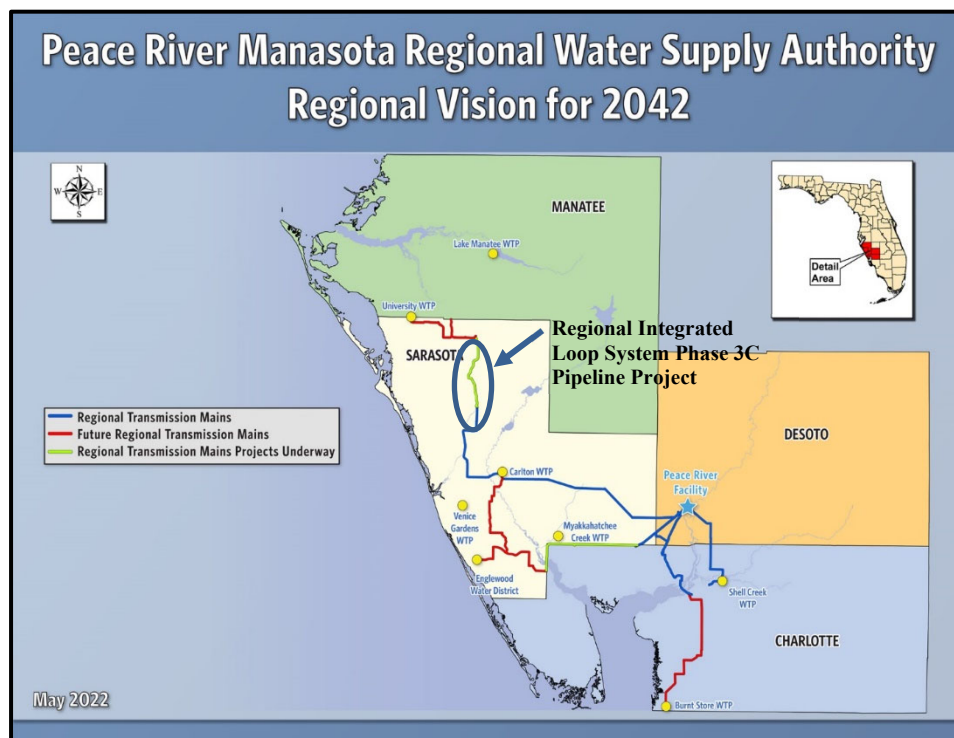 Peace River Manasota Regional Water Supply Authority
Regional Vision for 2042
N
W
E
S
MANATEE
Lake Manatee WTP
Detail
Area
University WTP
SARASOTA
Regional Integrated
Loop System Phase 3C
Pipeline Project
Regional Transmission Mains
Future Regional Transmission Mains
Regional Transmission Mains Projects Underway
DESOTO
Carlton WTP
Peace River
Facility
Venice
Gardens
WTP
Myakkahatchee
Creek WTP
Englewood
Water District
Shell Creek
WTP
CHARLOTTE
May 2022
Burnt Store WTP